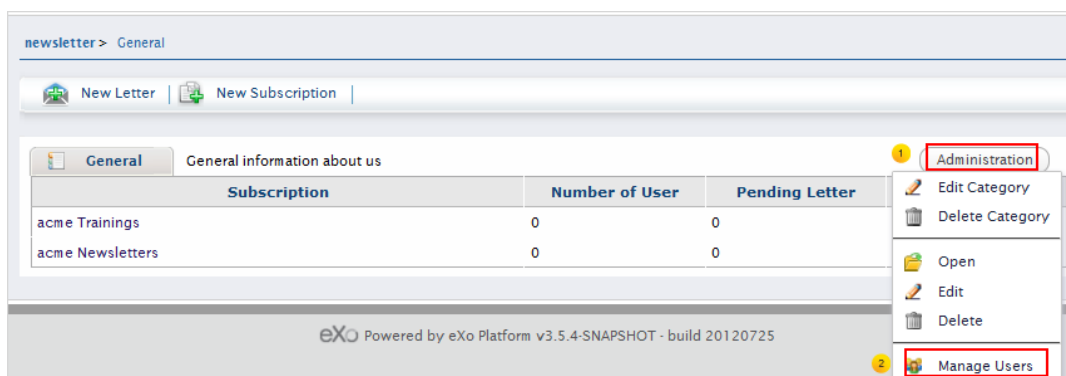 newsletter > General
New Letter | New Subscription |
General General information about us 1 Administration
Subscription Number of User Pending Letter
acme Trainings 0 0
acme Newsletters 0 0
Edit Category
Delete Category
Open
Edit
Delete
2 Manage Users
eXo Powered by eXo Platform v3.5.4-SNAPSHOT - build 20120725